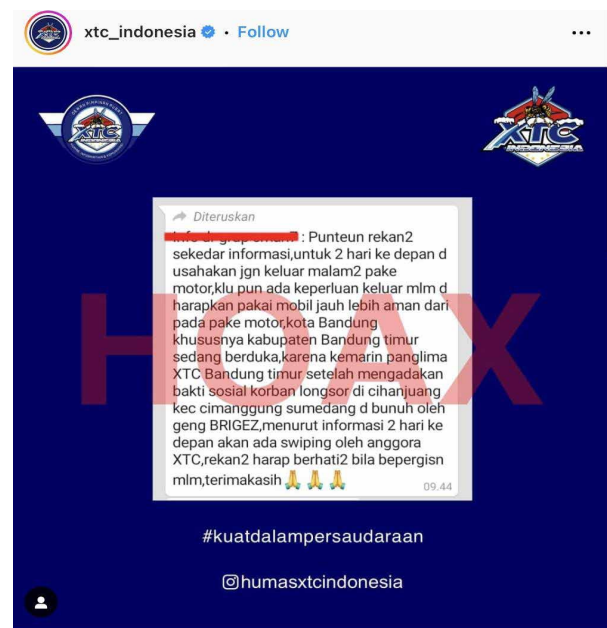 xtc_indonesia • Follow
XTC
INDONESIA
XTC
INDONESIA
Diteruskan
: Punteun rekan2
sekedar informasi,untuk 2 hari ke depan d
usahakan jgn keluar malam2 pake
motor,klu pun ada keperluan keluar mlm d
harapkan pakai mobil jauh lebih aman dari
pada pake motor,kota Bandung
khususnya kabupaten Bandung timur
sedang berduka,karena kemarin panglima
XTC Bandung timur setelah mengadakan
bakti sosial korban longsor di cihanjuang
kec cimanggung sumedang d bunuh oleh
geng BRIGEZ,menurut informasi 2 hari ke
depan akan ada swiping oleh anggora
XTC,rekan2 harap berhati2 bila bepergisn
mlm,terimakasih 🙏 🙏 🙏
09.44
HOAX
#kuatdalampersaudaraan
humasxtcindonesia